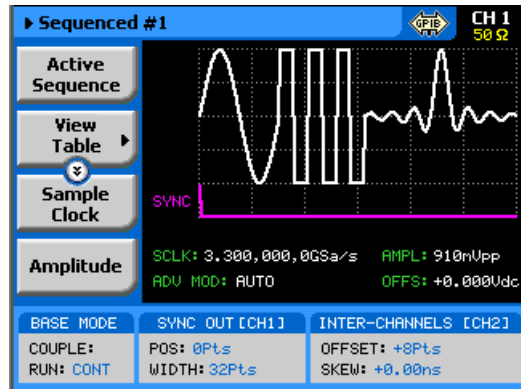 Sequenced #1
GPIB
CH 1
50 Ω
Active
Sequence
View
Table
Sample
Clock
Amplitude
SYNC
SCLK: 3.300,000,0GSa/s AMPL: 910mVpp
ADV MOD: AUTO OFFS: +0.000Vdc
BASE MODE
COUPLE:
RUN: CONT
SYNC OUT [CH1]
POS: 0Pts
WIDTH: 32Pts
INTER-CHANNELS [CH2]
OFFSET: +8Pts
SKEW: +0.00ns